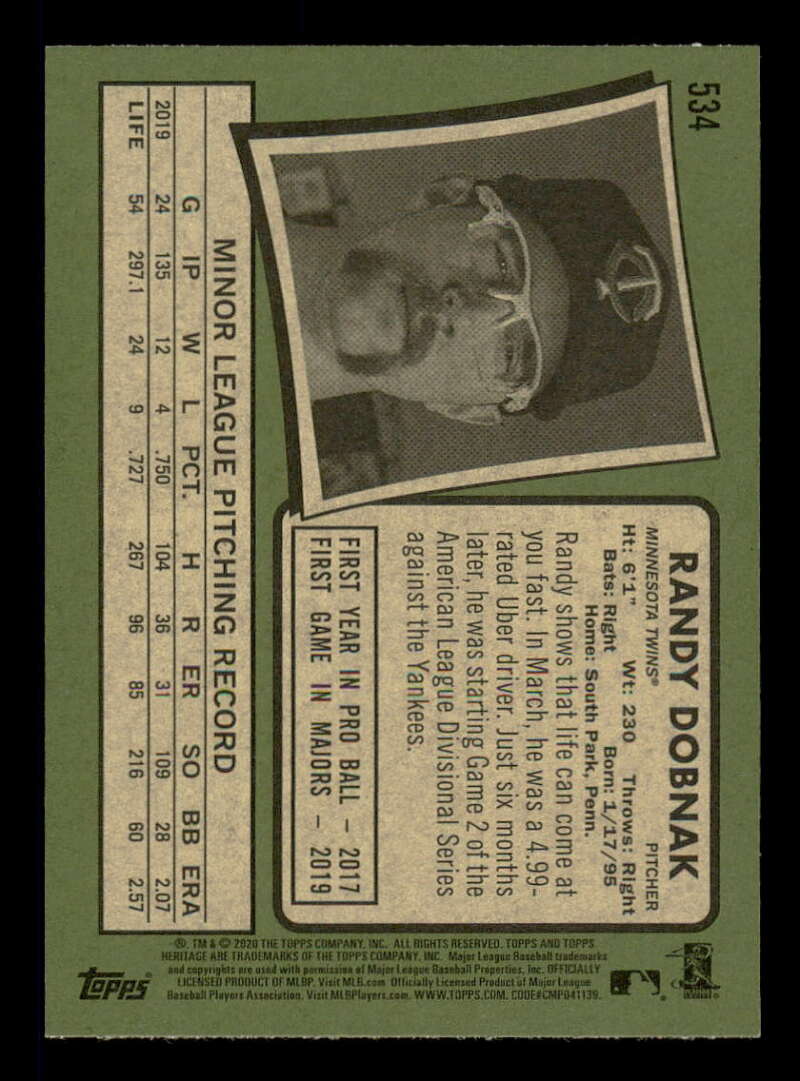 534
RANDY DOBNAK
MINNESOTA TWINS® PITCHER
Ht: 6'1" Wt: 230 Throws: Right
Bats: Right Born: 1/17/95
Home: South Park, Penn.
Randy shows that life can come at
you fast. In March, he was a 4.99-
rated Uber driver. Just six months
later, he was starting Game 2 of the
American League Divisional Series
against the Yankees.
FIRST YEAR IN PRO BALL – 2017
FIRST GAME IN MAJORS – 2019
MINOR LEAGUE PITCHING RECORD
G IP W L PCT. H R ER SO BB ERA
2019 24 135 12 4 .750 104 36 31 109 28 2.07
LIFE 54 297.1 24 9 .727 267 96 85 216 60 2.57
®, TM & © 2020 THE TOPPS COMPANY, INC. ALL RIGHTS RESERVED. TOPPS AND TOPPS
HERITAGE ARE TRADEMARKS OF THE TOPPS COMPANY, INC. Major League Baseball trademarks
and copyrights are used with permission of Major League Baseball Properties, Inc. OFFICIALLY
LICENSED PRODUCT OF MLBP. Visit MLB.com Officially Licensed Product of Major League
Baseball Players Association. Visit MLBPlayers.com. WWW.TOPPS.COM. CODE#CMP041139.
topps